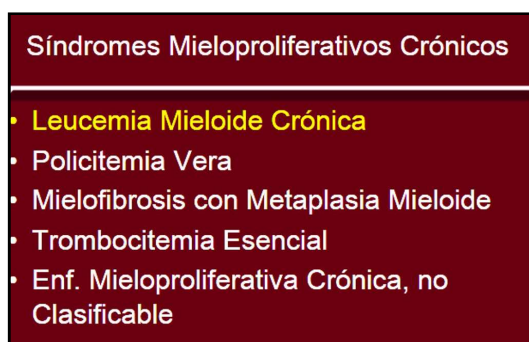 Síndromes Mieloproliferativos Crónicos
• Leucemia Mieloide Crónica
• Policitemia Vera
• Mielofibrosis con Metaplasia Mieloide
• Trombocitemia Esencial
• Enf. Mieloproliferativa Crónica, no
Clasificable